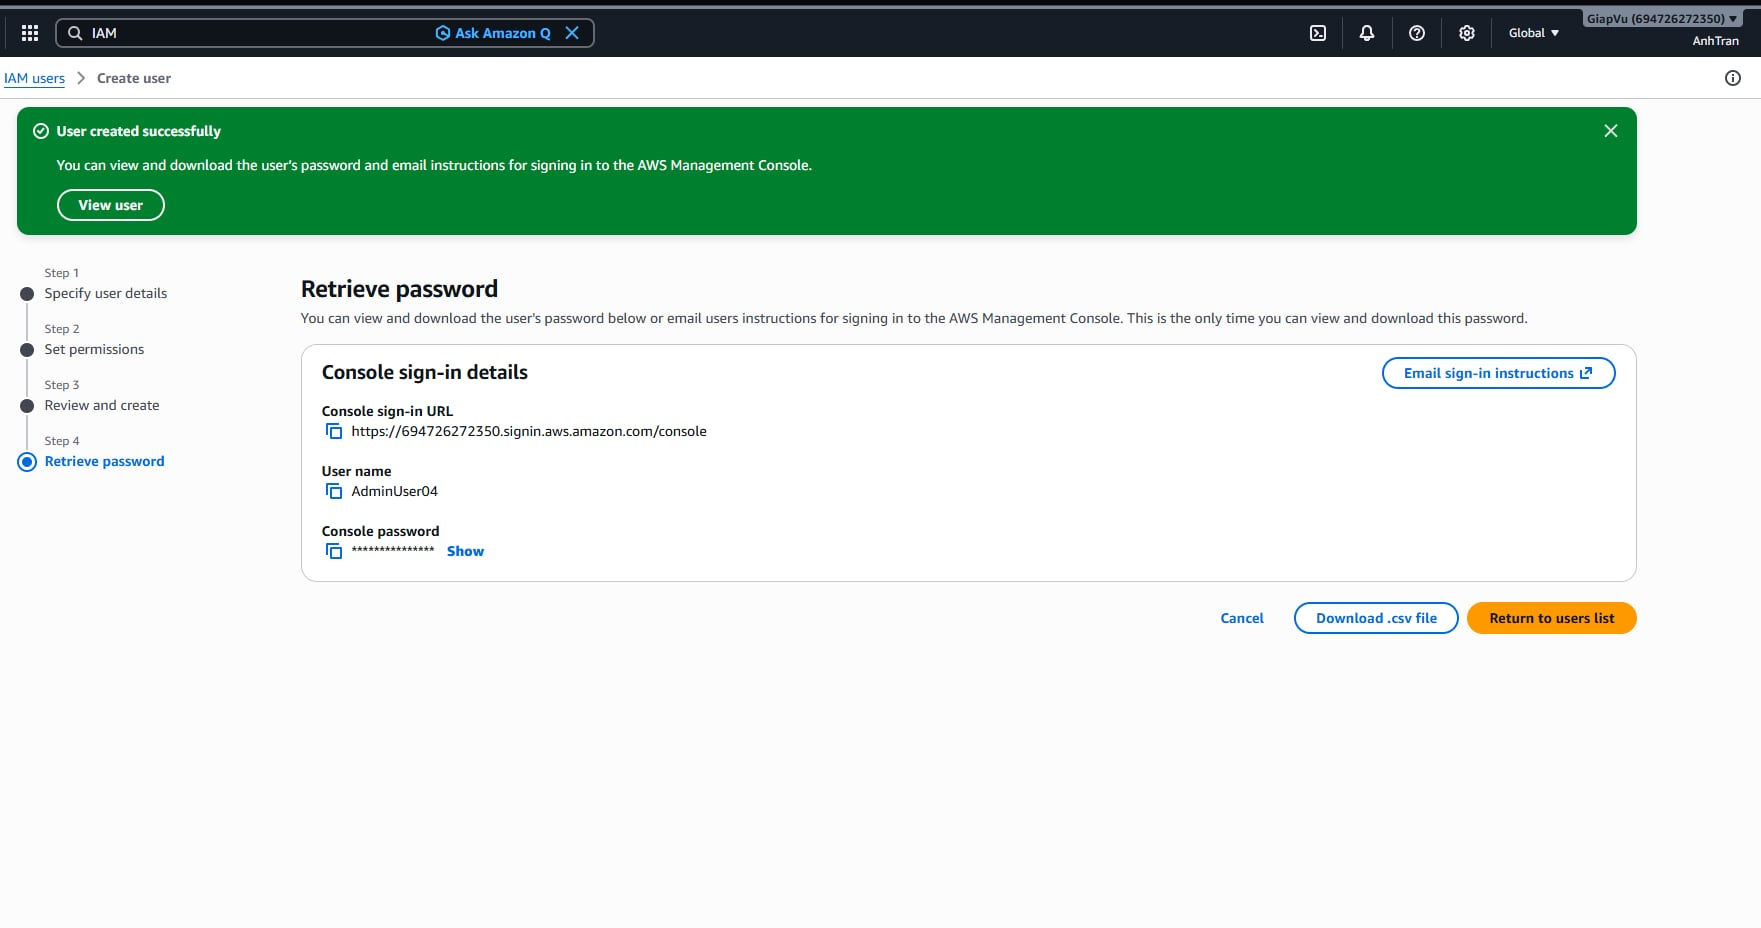 IAM
Ask Amazon Q
Global
GiapVu (694726272350)
AnhTran
IAM users
Create user
User created successfully
You can view and download the user's password and email instructions for signing in to the AWS Management Console.
View user
Step 1
Specify user details
Step 2
Set permissions
Step 3
Review and create
Step 4
Retrieve password
Retrieve password
You can view and download the user's password below or email users instructions for signing in to the AWS Management Console. This is the only time you can view and download this password.
Console sign-in details
Email sign-in instructions
Console sign-in URL
https://694726272350.signin.aws.amazon.com/console
User name
AdminUser04
Console password
*************** Show
Cancel
Download .csv file
Return to users list